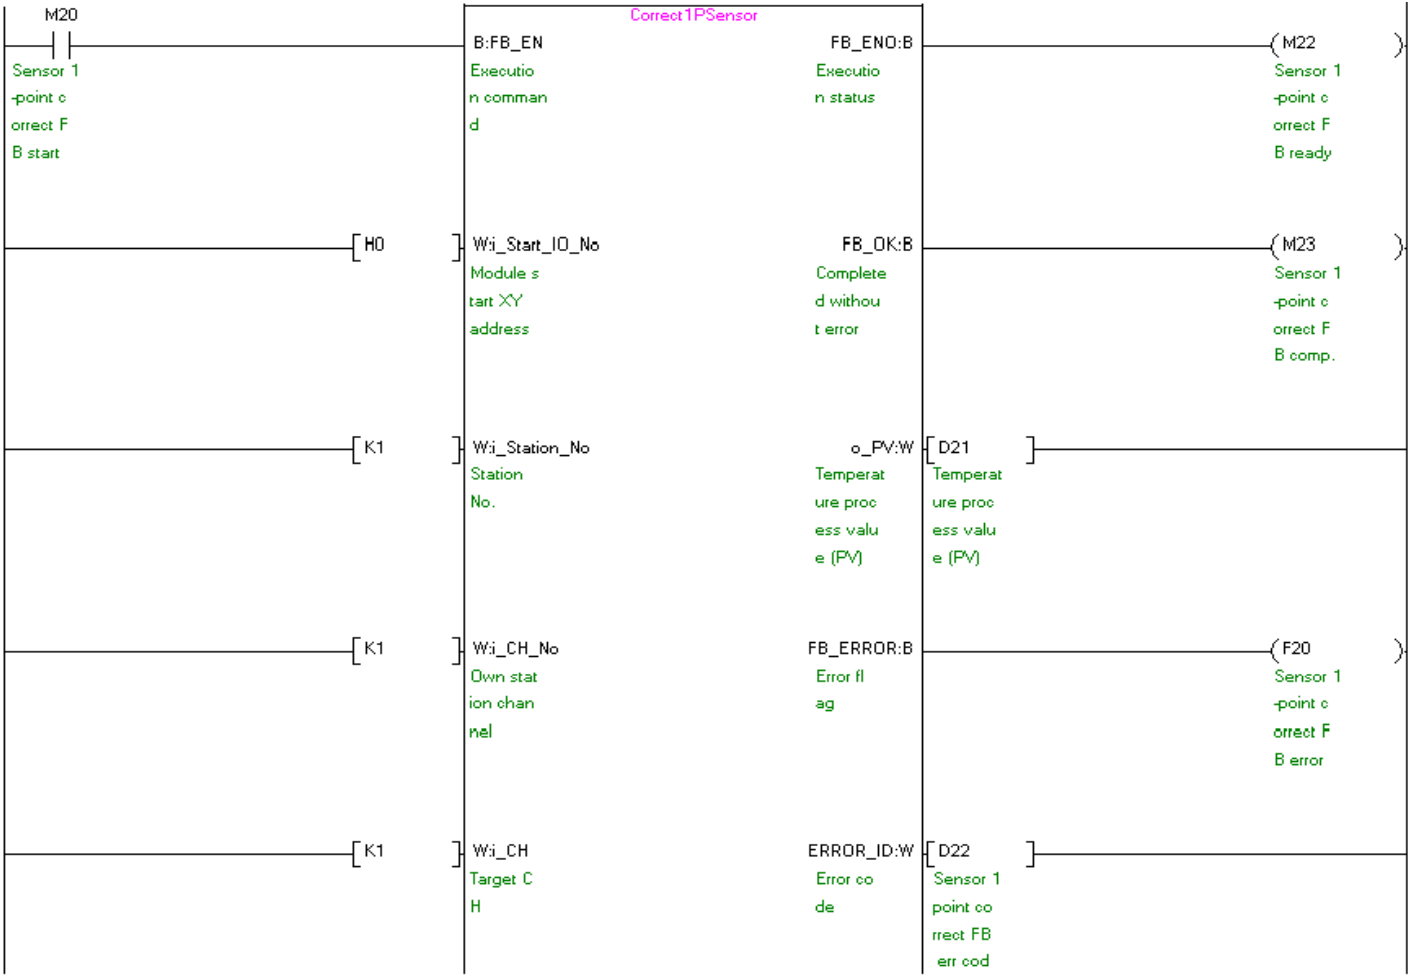 M20
Correct1PSensor
B:FB_EN
FB_ENO:B
M22
Sensor 1
-point c
orrect F
B start
Executio
n comman
d
Executio
n status
Sensor 1
-point c
orrect F
B ready
H0
W:i_Start_IO_No
FB_OK:B
M23
Module s
tart XY
address
Complete
d withou
t error
Sensor 1
-point c
orrect F
B comp.
K1
W:i_Station_No
o_PV:W
D21
Station
No.
Temperat
ure proc
ess valu
e (PV)
Temperat
ure proc
ess valu
e (PV)
K1
W:i_CH_No
FB_ERROR:B
F20
Own stat
ion chan
nel
Error fl
ag
Sensor 1
-point c
orrect F
B error
K1
W:i_CH
ERROR_ID:W
D22
Target C
H
Error co
de
Sensor 1
point co
rrect FB
err cod